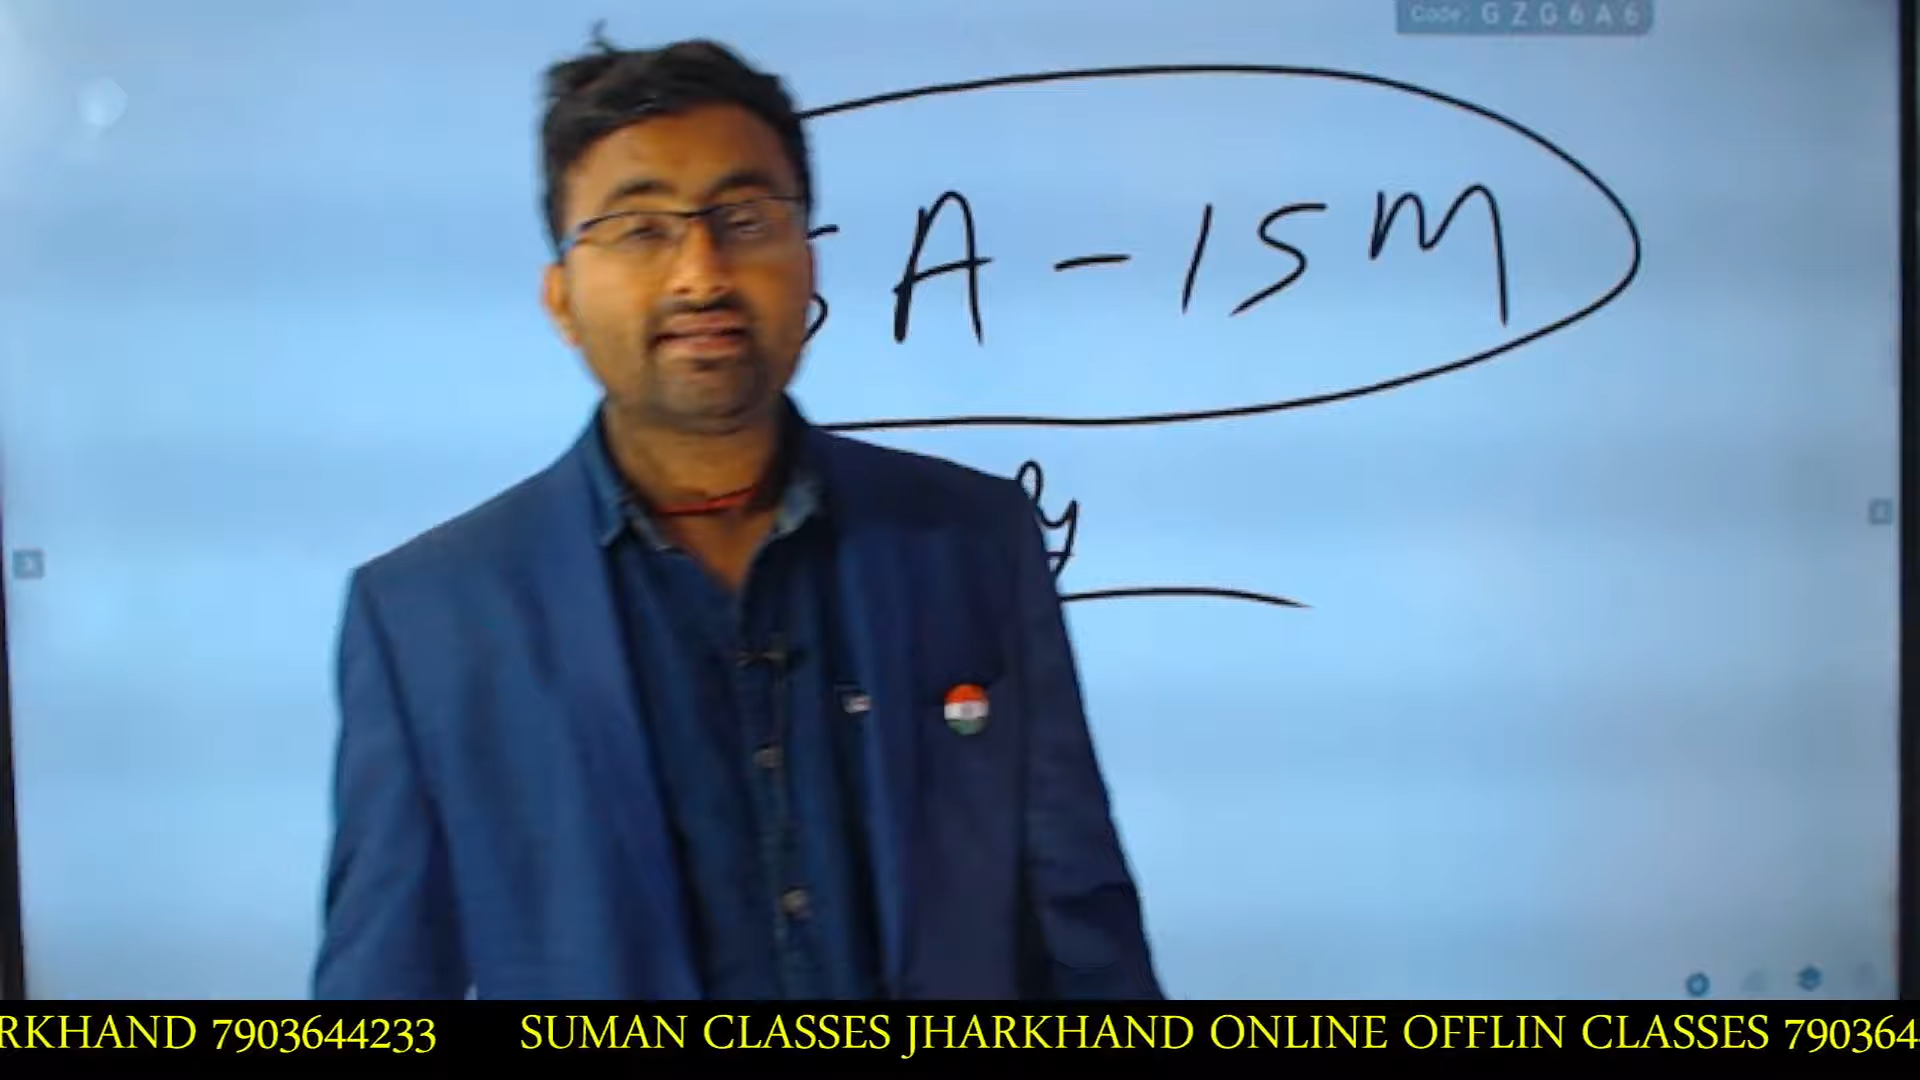 Code: GZG6A6
A - ISM
RKHAND 7903644233 SUMAN CLASSES JHARKHAND ONLINE OFFLIN CLASSES 790364